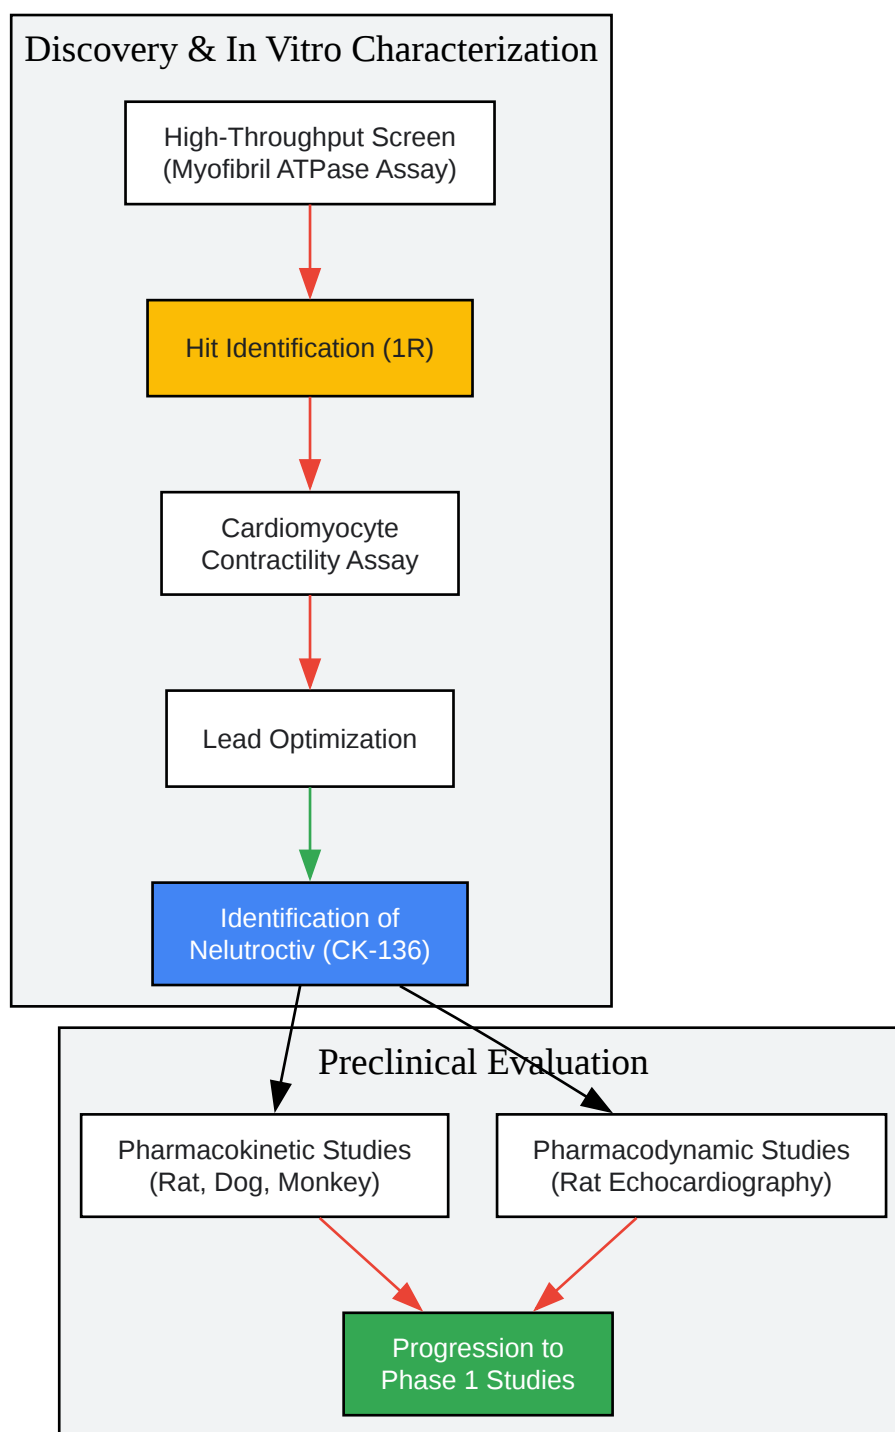 Discovery & In Vitro Characterization
High-Throughput Screen
(Myofibril ATPase Assay)
Hit Identification (1R)
Cardiomyocyte
Contractility Assay
Lead Optimization
Identification of
Nelutroctiv (CK-136)
Preclinical Evaluation
Pharmacokinetic Studies
(Rat, Dog, Monkey)
Pharmacodynamic Studies
(Rat Echocardiography)
Progression to
Phase 1 Studies